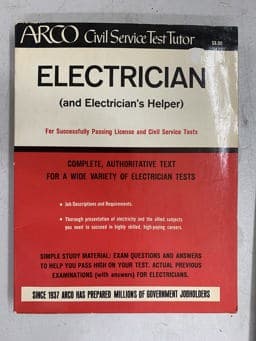 ARCO Civil Service Test Tutor
ELECTRICIAN
(and Electrician's Helper)
For Successfully Passing License and Civil Service Tests
COMPLETE, AUTHORITATIVE TEXT
FOR A WIDE VARIETY OF ELECTRICIAN TESTS
• Job Descriptions and Requirements.
• Thorough presentation of electricity and the allied subjects
you need to succeed in highly skilled, high-paying careers.
SIMPLE STUDY MATERIAL: EXAM QUESTIONS AND ANSWERS
TO HELP YOU PASS HIGH ON YOUR TEST. ACTUAL PREVIOUS
EXAMINATIONS (with answers) FOR ELECTRICIANS.
SINCE 1937 ARCO HAS PREPARED MILLIONS OF GOVERNMENT JOBHOLDERS